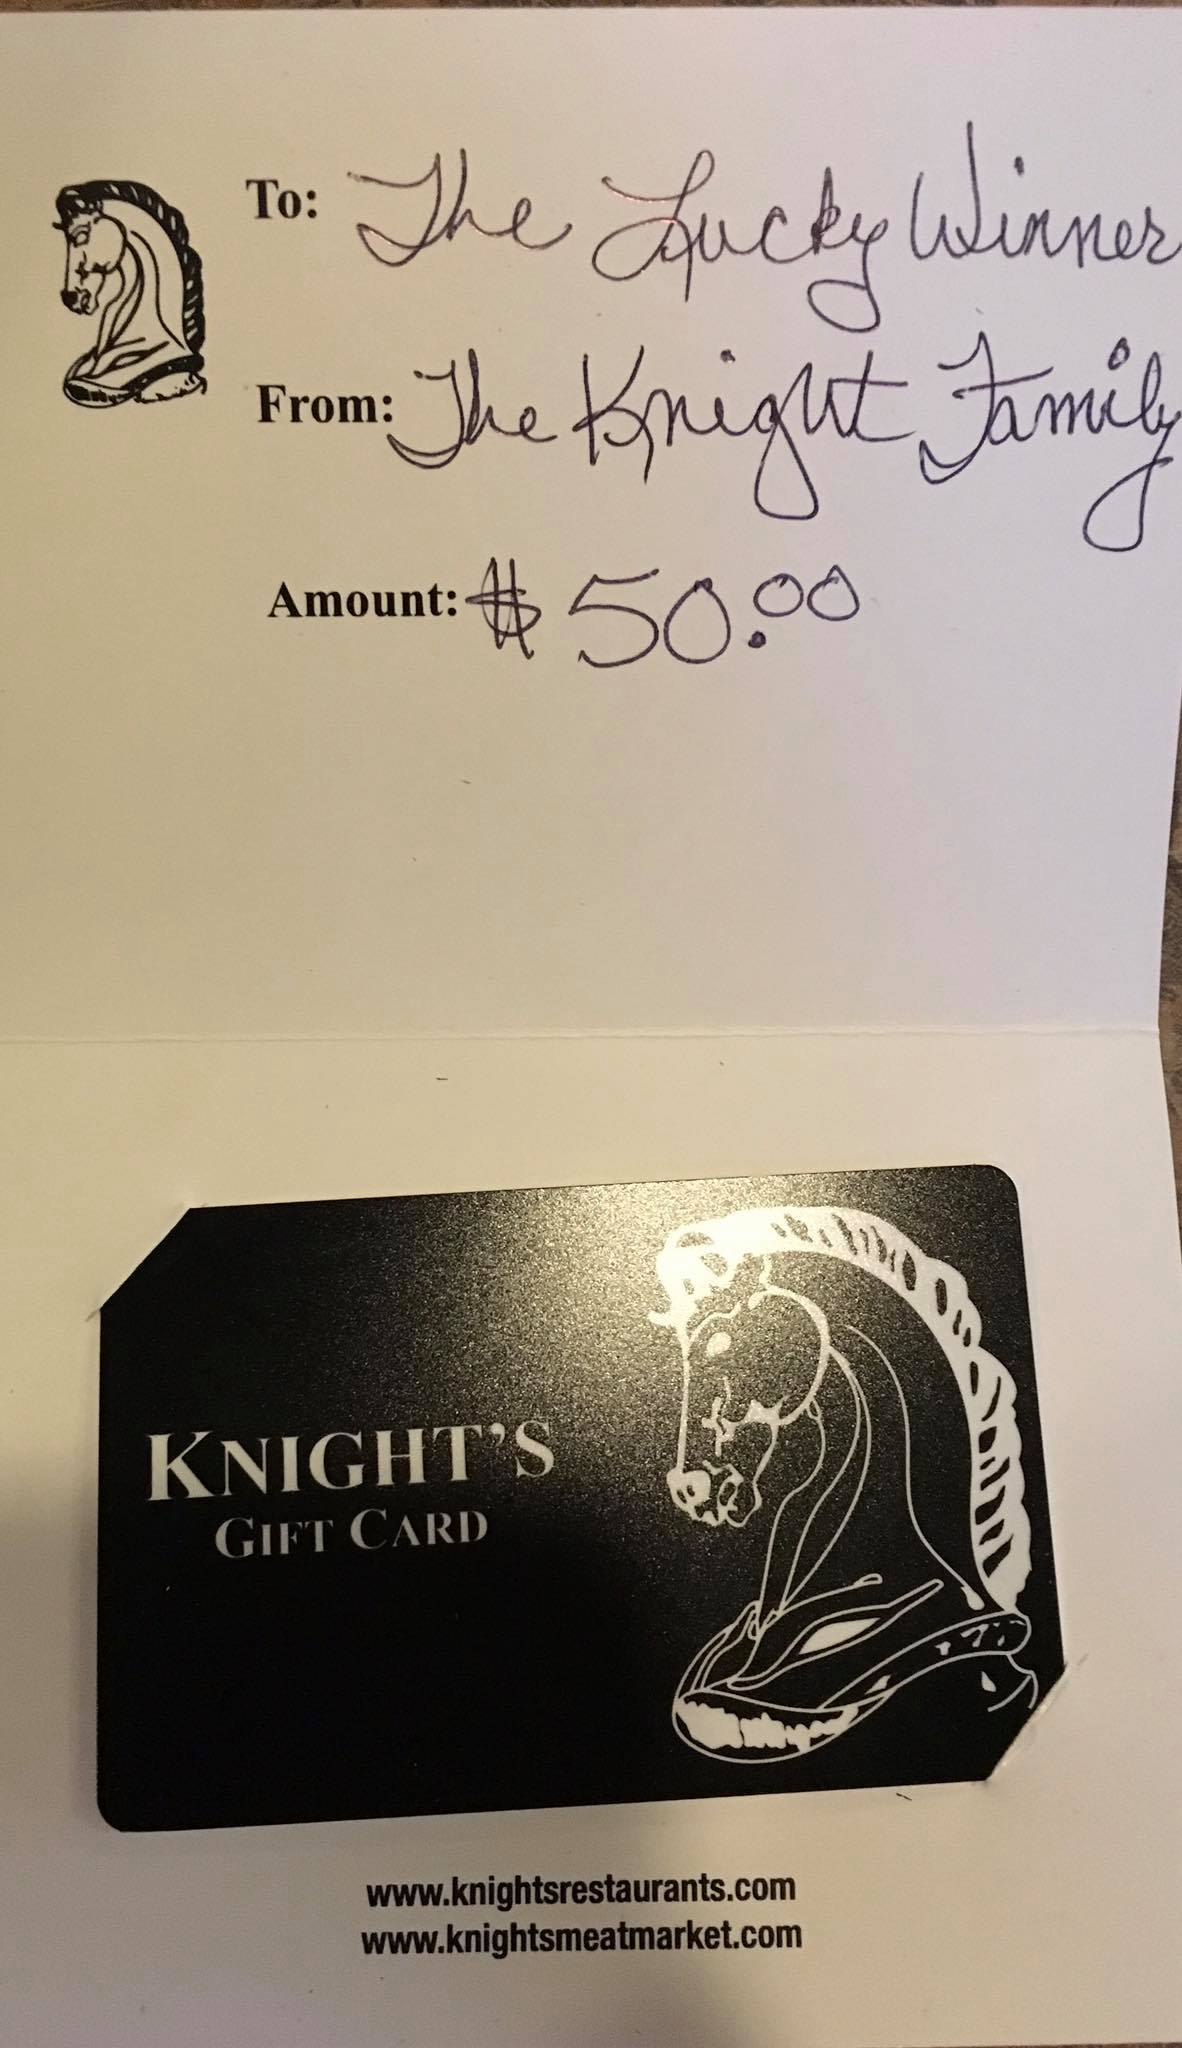 To: The Lucky Winner
From: The Knight Family
Amount: $50.00
KNIGHT'S
GIFT CARD
www.knightsrestaurants.com
www.knightsmeatmarket.com